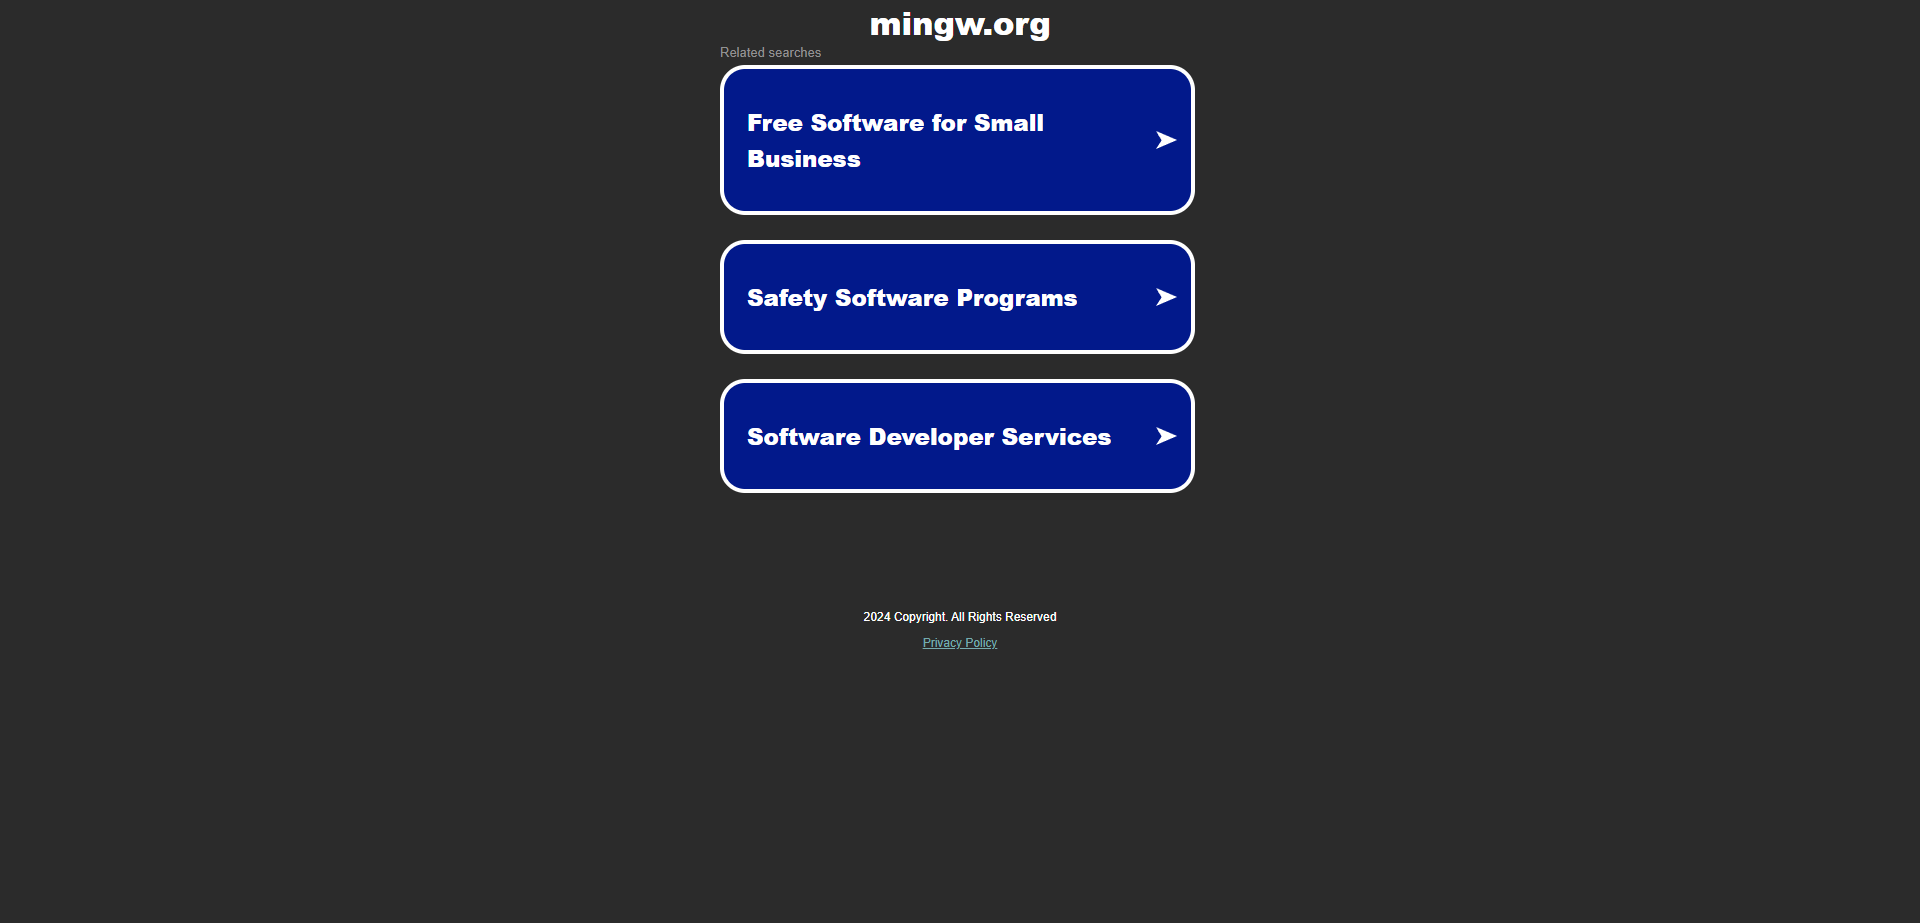 mingw.org
Related searches
Free Software for Small
Business
Safety Software Programs
Software Developer Services
2024 Copyright. All Rights Reserved
Privacy Policy